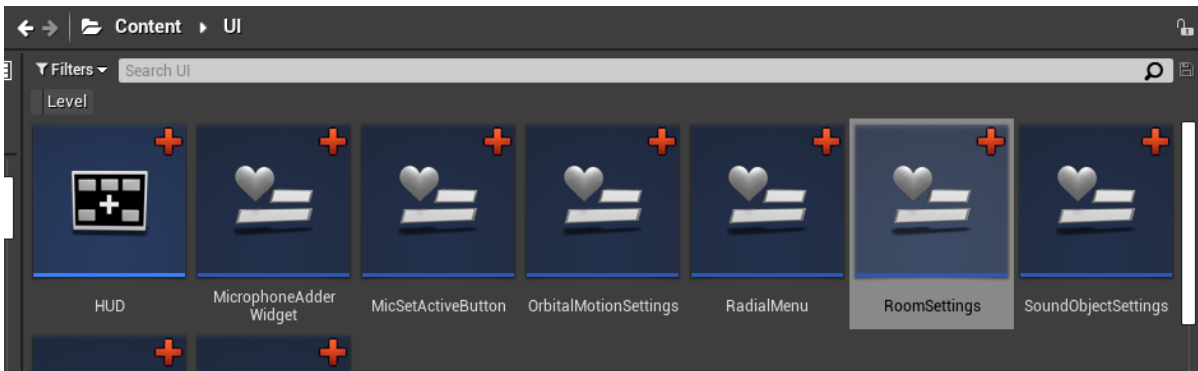 Content UI
Filters Search UI
Level
HUD
MicrophoneAdder
Widget
MicSetActiveButton
OrbitalMotionSettings
RadialMenu
RoomSettings
SoundObjectSettings